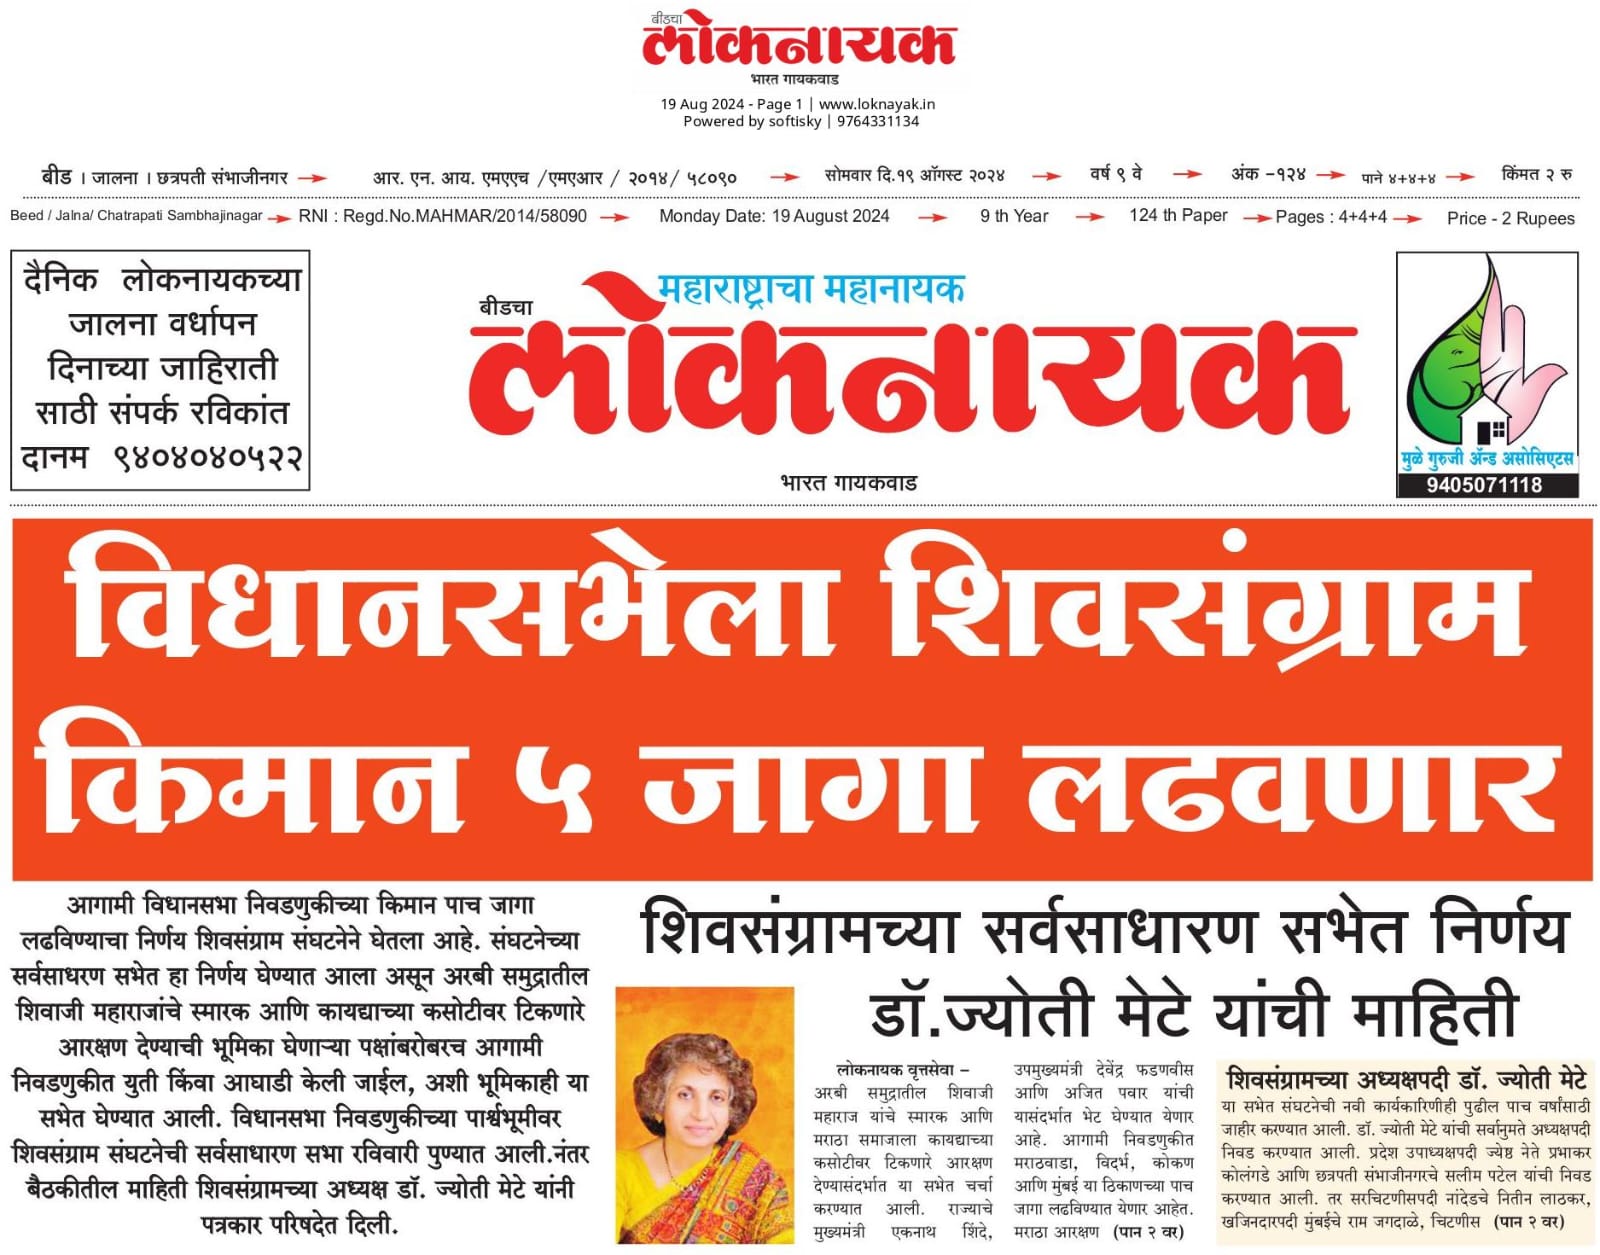 बीडचा
लोकनायक
भारत गायकवाड
19 Aug 2024 - Page 1 | www.loknayak.in
Powered by softisky | 9764331134
बीड । जालना । छत्रपती संभाजीनगर → आर. एन. आय. एमएएच /एमएआर / २०१४/ ५८०९० → सोमवार दि.१९ ऑगस्ट २०२४ → वर्ष ९ वे → अंक -१२४ → पाने ४+४+४ → किंमत २ रु
Beed / Jalna/ Chatrapati Sambhajinagar → RNI : Regd.No.MAHMAR/2014/58090 → Monday Date: 19 August 2024 → 9 th Year → 124 th Paper → Pages : 4+4+4 → Price - 2 Rupees
दैनिक लोकनायकच्या
जालना वर्धापन
दिनाच्या जाहिराती
साठी संपर्क रविकांत
दानम ९४०४०४०५२२
महाराष्ट्राचा महानायक
बीडचा
लोकनायक
भारत गायकवाड
मुळे गुरुजी ॲन्ड असोसिएटस
9405071118
विधानसभेला शिवसंग्राम
किमान ५ जागा लढवणार
आगामी विधानसभा निवडणुकीच्या किमान पाच जागा
लढविण्याचा निर्णय शिवसंग्राम संघटनेने घेतला आहे. संघटनेच्या
सर्वसाधरण सभेत हा निर्णय घेण्यात आला असून अरबी समुद्रातील
शिवाजी महाराजांचे स्मारक आणि कायद्याच्या कसोटीवर टिकणारे
आरक्षण देण्याची भूमिका घेणाऱ्या पक्षांबरोबरच आगामी
निवडणुकीत युती किंवा आघाडी केली जाईल, अशी भूमिकाही या
सभेत घेण्यात आली. विधानसभा निवडणुकीच्या पार्श्वभूमीवर
शिवसंग्राम संघटनेची सर्वसाधारण सभा रविवारी पुण्यात आली.नंतर
बैठकीतील माहिती शिवसंग्रामच्या अध्यक्ष डॉ. ज्योती मेटे यांनी
पत्रकार परिषदेत दिली.
शिवसंग्रामच्या सर्वसाधारण सभेत निर्णय
डॉ.ज्योती मेटे यांची माहिती
लोकनायक वृत्तसेवा –
अरबी समुद्रातील शिवाजी
महाराज यांचे स्मारक आणि
मराठा समाजाला कायद्याच्या
कसोटीवर टिकणारे आरक्षण
देण्यासंदर्भात या सभेत चर्चा
करण्यात आली. राज्याचे
मुख्यमंत्री एकनाथ शिंदे,
उपमुख्यमंत्री देवेंद्र फडणवीस
आणि अजित पवार यांची
यासंदर्भात भेट घेण्यात येणार
आहे. आगामी निवडणुकीत
मराठवाडा, विदर्भ, कोकण
आणि मुंबई या ठिकाणच्या पाच
जागा लढविण्यात येणार आहेत.
मराठा आरक्षण (पान २ वर)
शिवसंग्रामच्या अध्यक्षपदी डॉ. ज्योती मेटे
या सभेत संघटनेची नवी कार्यकारिणीही पुढील पाच वर्षांसाठी
जाहीर करण्यात आली. डॉ. ज्योती मेटे यांची सर्वानुमते अध्यक्षपदी
निवड करण्यात आली. प्रदेश उपाध्यक्षपदी ज्येष्ठ नेते प्रभाकर
कोलंगडे आणि छत्रपती संभाजीनगरचे सलीम पटेल यांची निवड
करण्यात आली. तर सरचिटणीसपदी नांदेडचे नितीन लाठकर,
खजिनदारपदी मुंबईचे राम जगदाळे, चिटणीस (पान २ वर)